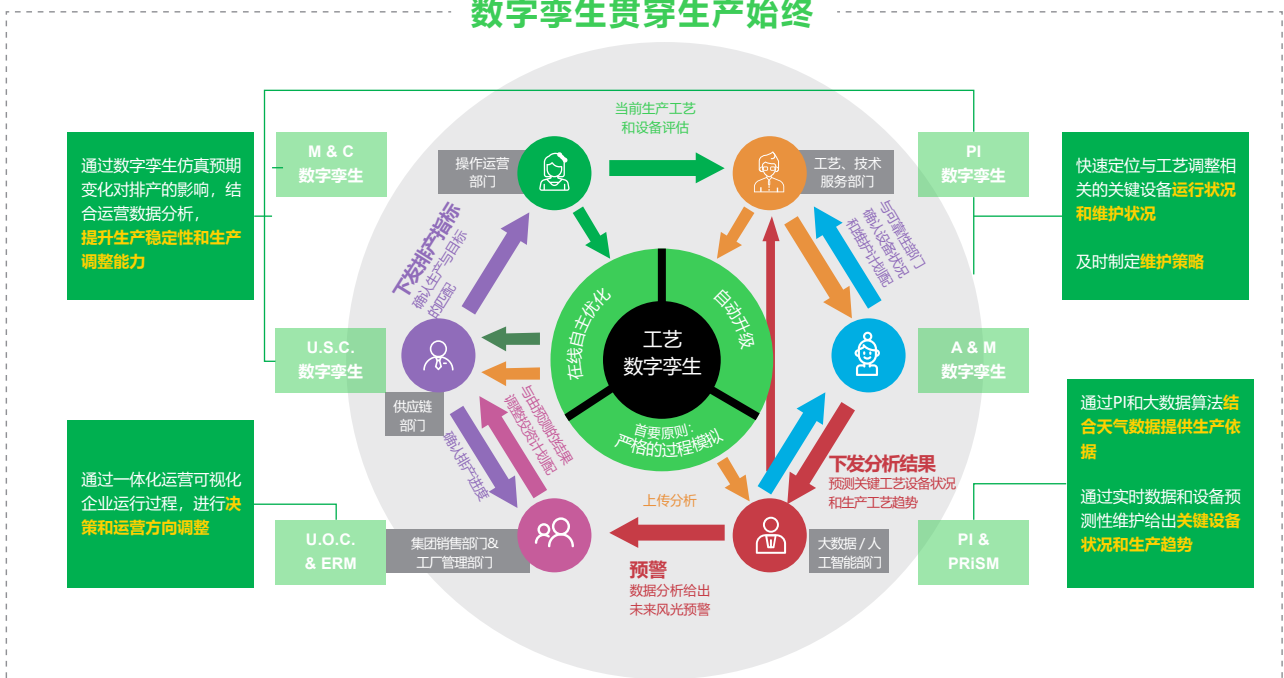 数字孪生贯穿生产始终
当前生产工艺
和设备评估
通过数字孪生仿真预期
变化对排产的影响，结
合运营数据分析，
提升生产稳定性和生产
调整能力
M & C
数字孪生
操作运营
部门
工艺、技术
服务部门
PI
数字孪生
快速定位与工艺调整相
关的关键设备运行状况
和维护状况
及时制定维护策略
下发排产指标
确认生产与目标
的匹配
与可靠性部门
确认设备状况
和维护计划配
在线自主优化
自动升级
工艺
数字孪生
首要原则：
严格的过程模拟
U.S.C.
数字孪生
供应链
部门
A & M
数字孪生
与由预测的结果
调整投资计划配
确认排产进度
通过一体化运营可视化
企业运行过程，进行决
策和运营方向调整
U.O.C.
& ERM
集团销售部门&
工厂管理部门
上传分析
预警
数据分析给出
未来风光预警
下发分析结果
预测关键工艺设备状况
和生产工艺趋势
大数据 / 人
工智能部门
PI &
PRiSM
通过PI和大数据算法结
合天气数据提供生产依
据
通过实时数据和设备预
测性维护给出关键设备
状况和生产趋势